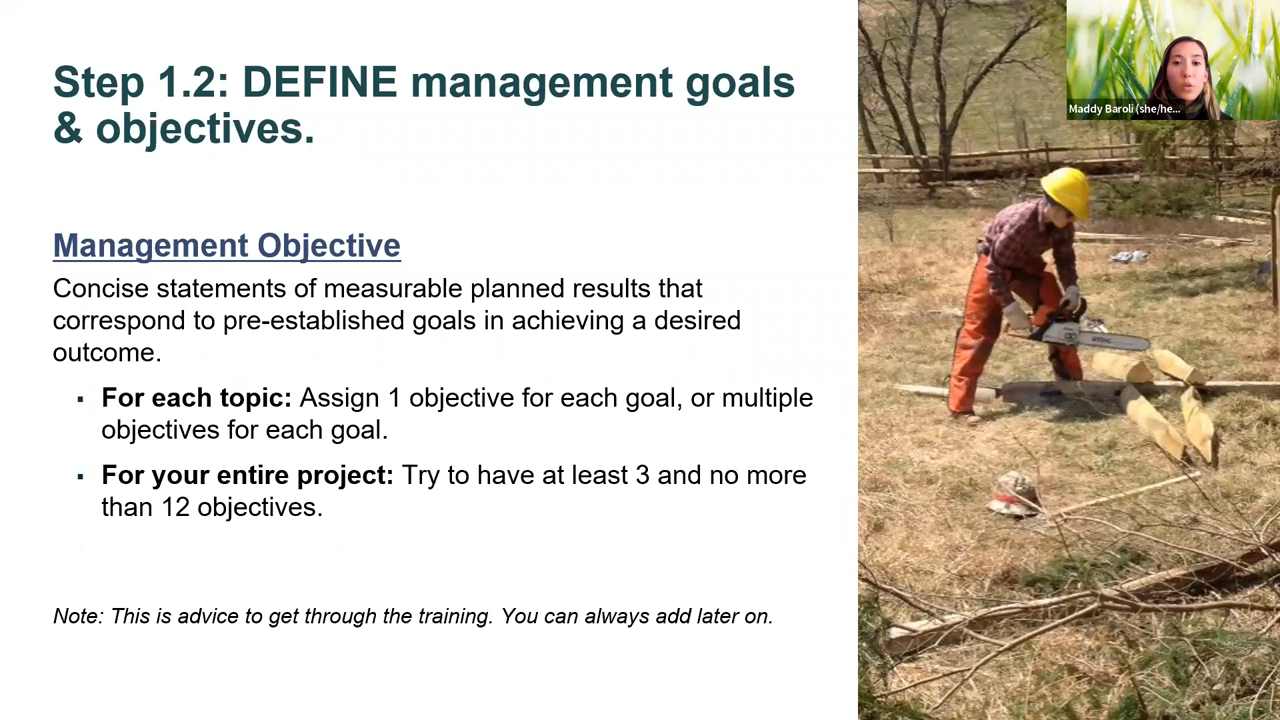 Step 1.2: DEFINE management goals
& objectives.
Management Objective
Concise statements of measurable planned results that
correspond to pre-established goals in achieving a desired
outcome.
▪ For each topic: Assign 1 objective for each goal, or multiple
objectives for each goal.
▪ For your entire project: Try to have at least 3 and no more
than 12 objectives.
Note: This is advice to get through the training. You can always add later on.
Maddy Baroli (she/he...